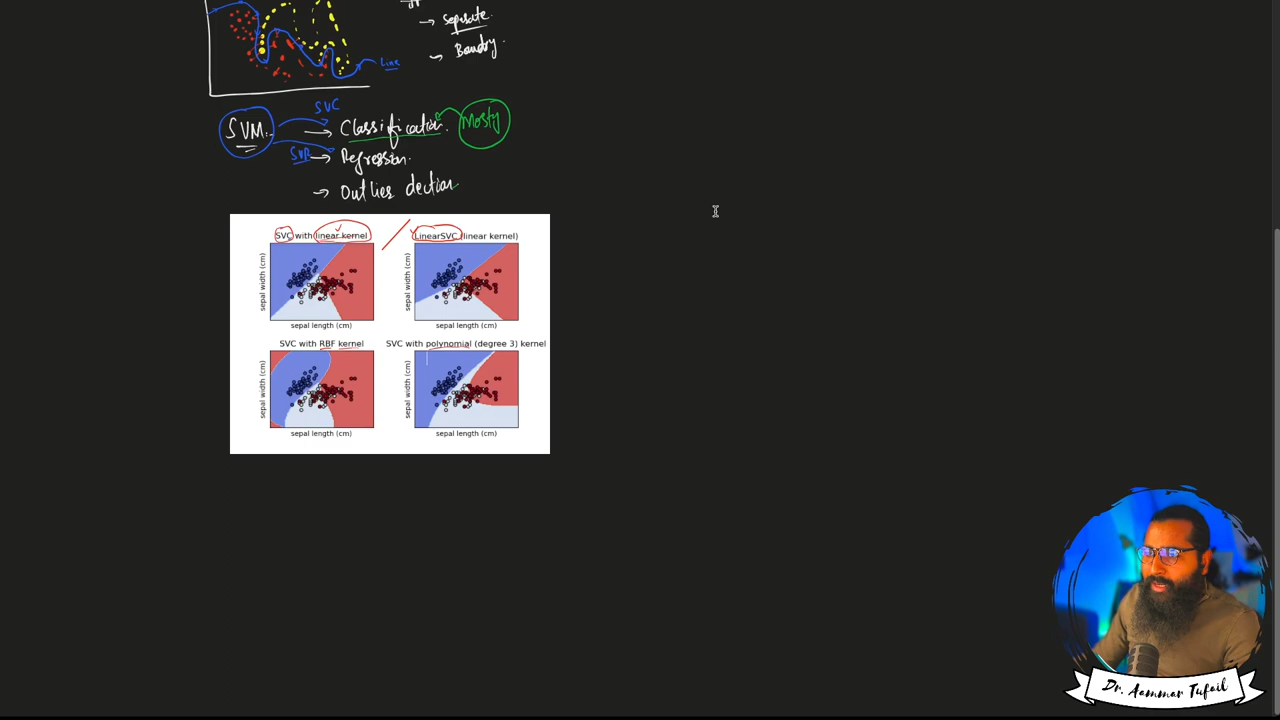 → Seperate.
→ Boundry.
Line
SVC
SVM. → Classification. Mostly
SVR → Regression.
→ Outlies dection
SVC with linear kernel
LinearSVC (linear kernel)
sepal width (cm)
sepal width (cm)
sepal length (cm)
sepal length (cm)
SVC with RBF kernel
SVC with polynomial (degree 3) kernel
sepal width (cm)
sepal width (cm)
sepal length (cm)
sepal length (cm)
Dr. Aammar Tufail